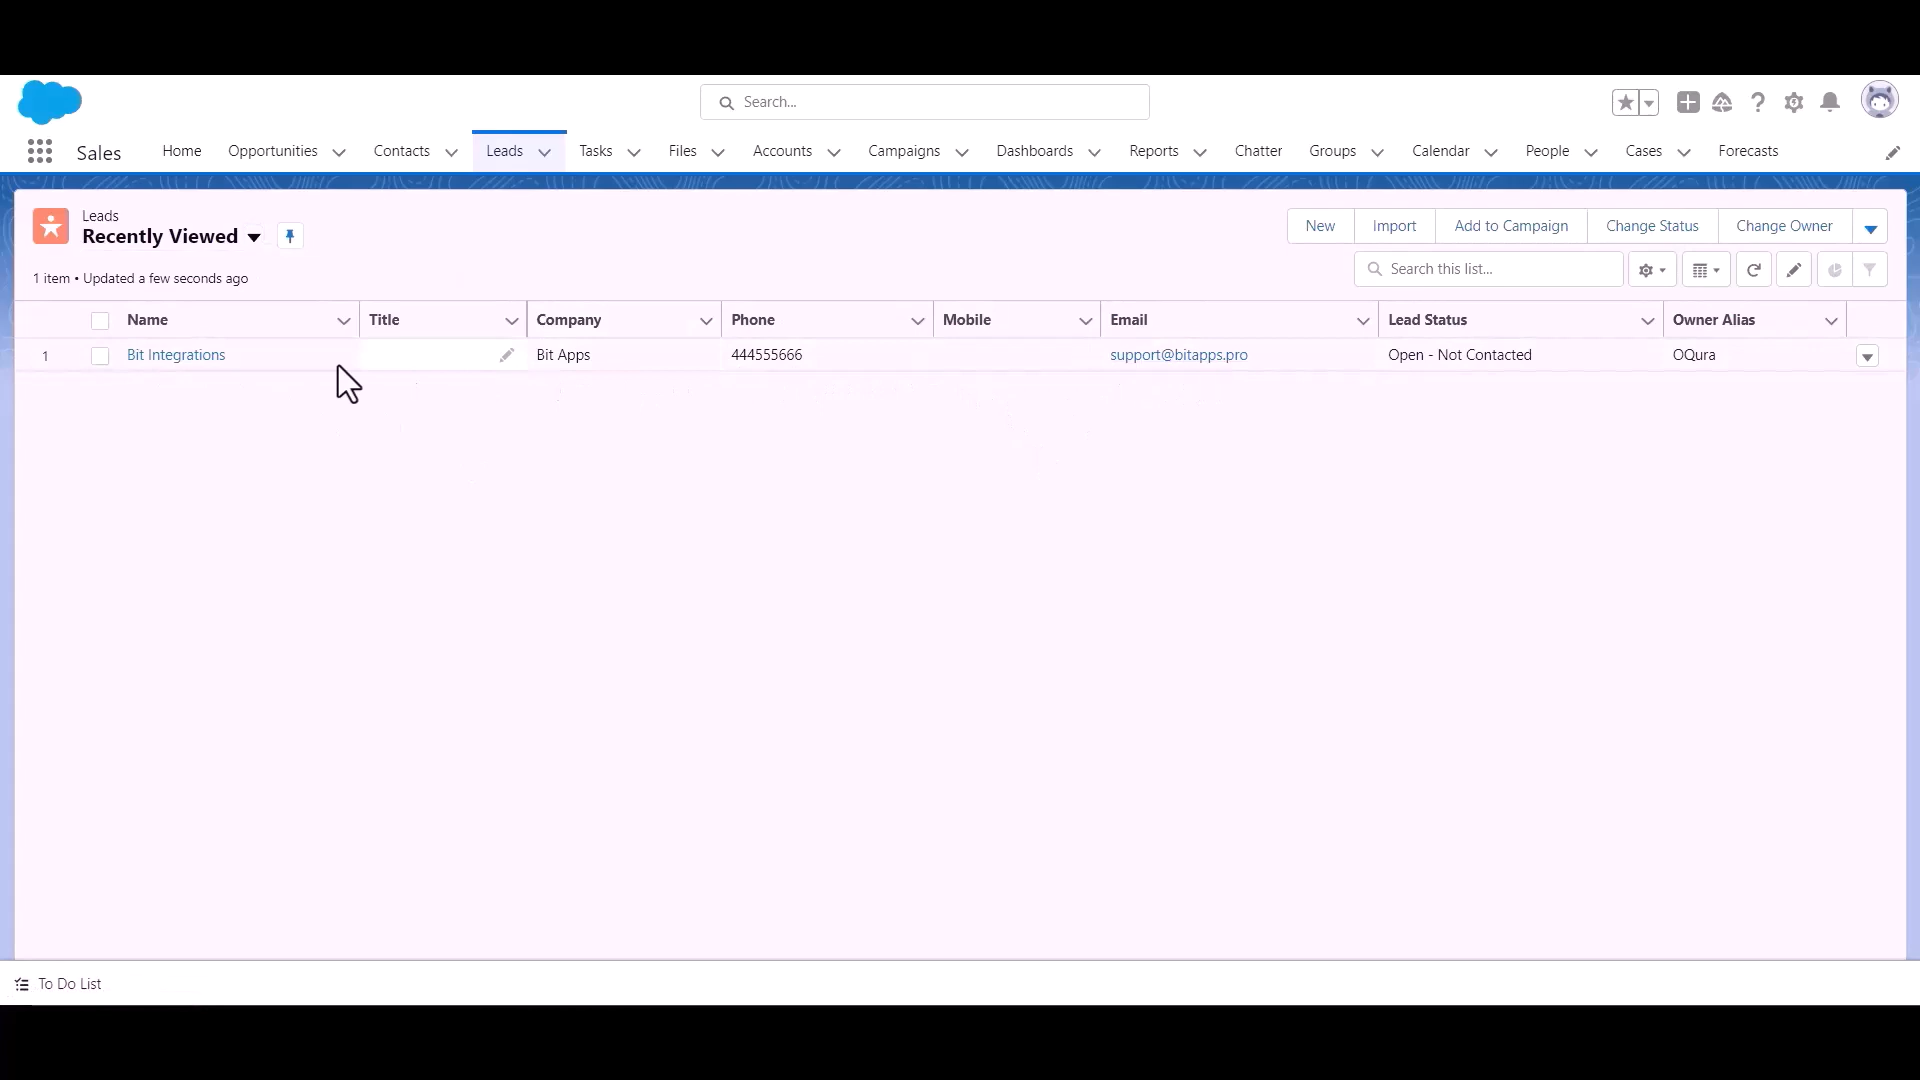 Search...
Sales Home Opportunities Contacts Leads Tasks Files Accounts Campaigns Dashboards Reports Chatter Groups Calendar People Cases Forecasts
Leads
Recently Viewed
New Import Add to Campaign Change Status Change Owner
1 item • Updated a few seconds ago
Search this list...
Name Title Company Phone Mobile Email Lead Status Owner Alias
1 Bit Integrations Bit Apps 444555666 support@bitapps.pro Open - Not Contacted OQura
To Do List